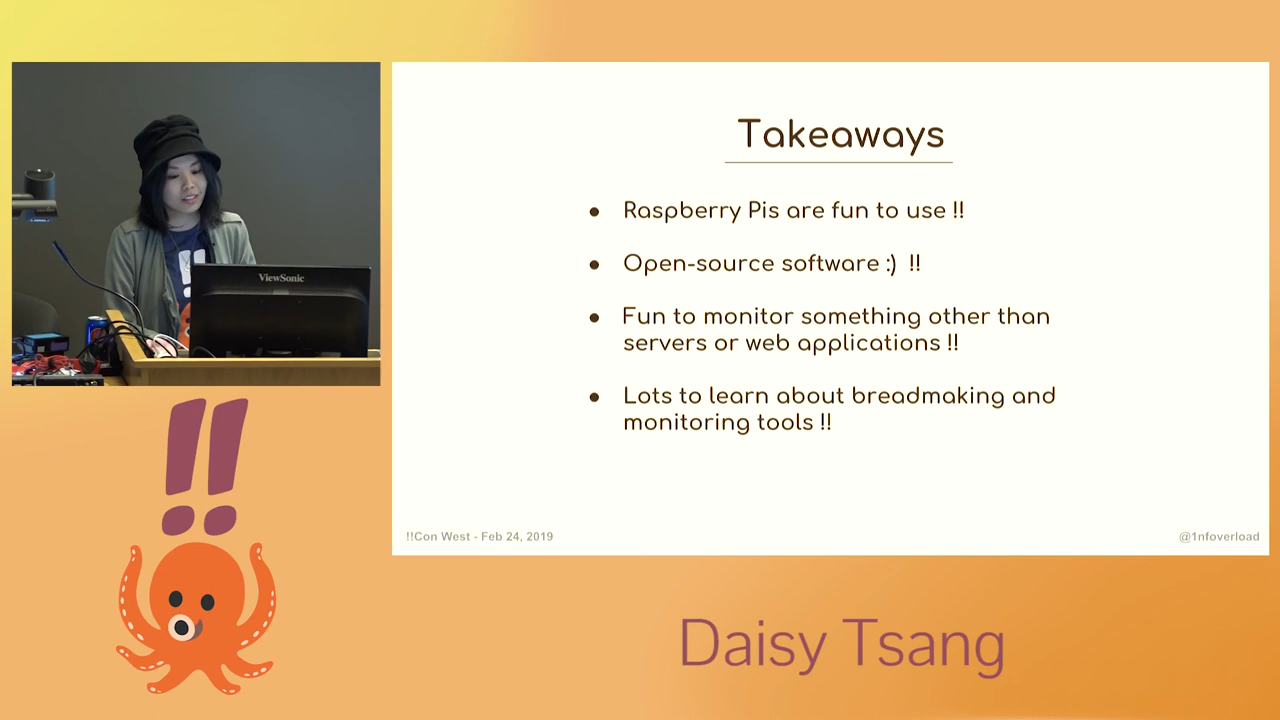 ViewSonic
!!
!!
Takeaways
● Raspberry Pis are fun to use !!
● Open-source software :) !!
● Fun to monitor something other than
servers or web applications !!
● Lots to learn about breadmaking and
monitoring tools !!
!!Con West - Feb 24, 2019
@1nfoverload
Daisy Tsang